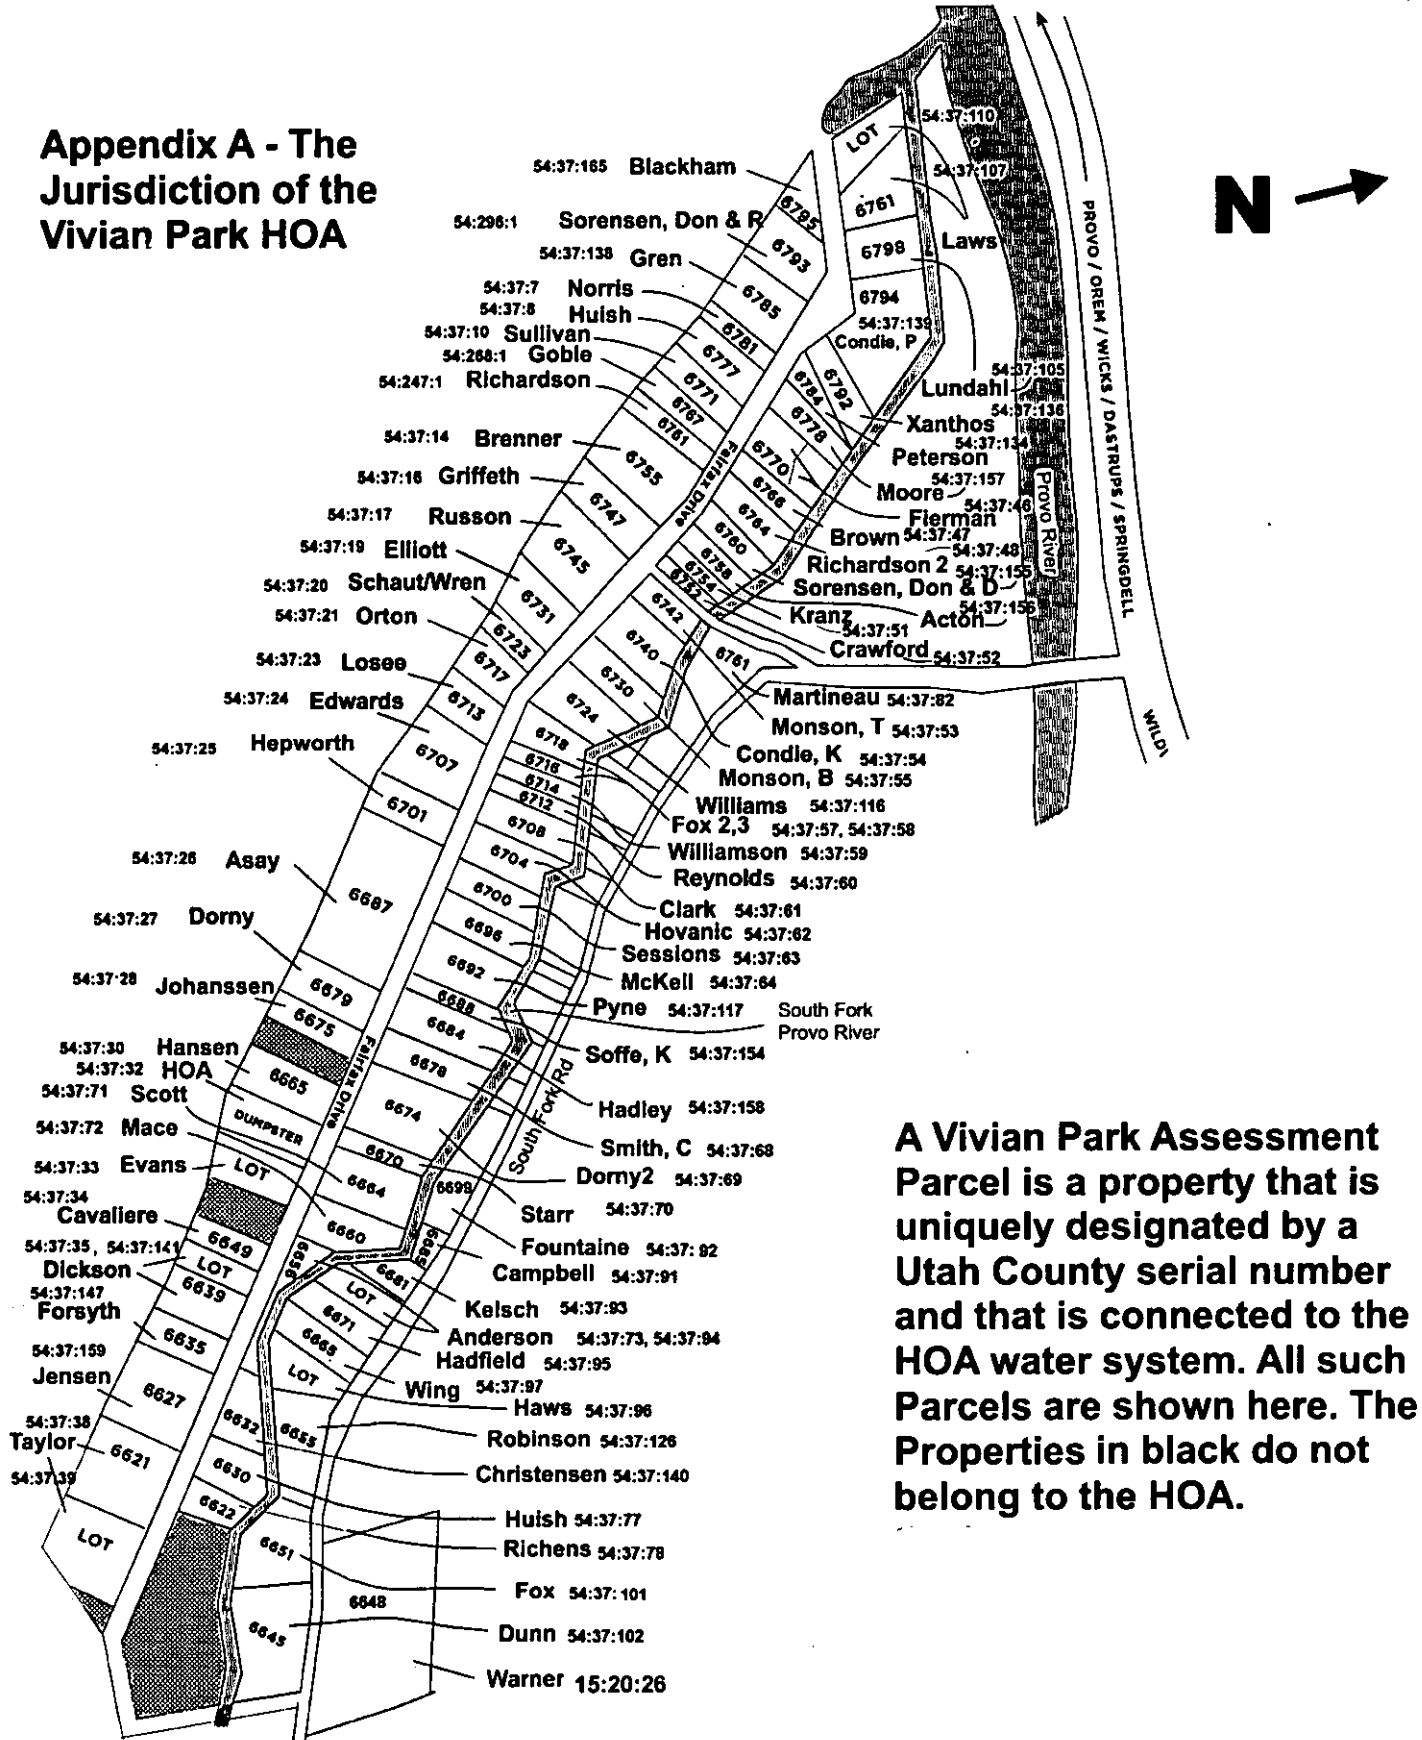 Appendix A - The
Jurisdiction of the
Vivian Park HOA
N
54:37:165 Blackham
54:296:1 Sorensen, Don & R
54:37:138 Gren
54:37:7 Norris
54:37:8 Huish
54:37:10 Sullivan
54:268:1 Goble
54:247:1 Richardson
54:37:14 Brenner
54:37:16 Griffeth
54:37:17 Russon
54:37:19 Elliott
54:37:20 Schaut/Wren
54:37:21 Orton
54:37:23 Losee
54:37:24 Edwards
54:37:25 Hepworth
54:37:26 Asay
54:37:27 Dorny
54:37:28 Johanssen
54:37:30 Hansen
54:37:32 HOA
54:37:71 Scott
54:37:72 Mace
54:37:33 Evans
54:37:34
Cavaliere
54:37:35, 54:37:141
Dickson
54:37:147
Forsyth
54:37:159
Jensen
54:37:38
Taylor
54:37:39
6795
6793
6785
6781
6777
6771
6767
6761
6755
6747
6745
6731
6723
6717
6713
6707
6701
6687
6679
6675
6665
DUMPSTER
LOT
6649
LOT
6639
6635
6627
6621
LOT
Fairfax Drive
Fairfax Drive
LOT
6761
6798
6794
54:37:139
Condie, P
6792
6784
6778
6770
6766
6764
6760
6758
6754
6752
6742
6740
6761
6730
6724
6718
6716
6714
6712
6708
6704
6700
6696
6692
6688
6684
6678
6674
6670
6664
6699
6660
6685
6656
6681
LOT
6671
6665
LOT
6632
6655
6630
6622
6651
6648
6645
54:37:110
54:37:107
Laws
54:37:105
Lundahl
54:37:136
Xanthos
54:37:134
Peterson
54:37:157
Moore
54:37:46
Fierman
Brown 54:37:47
54:37:48
Richardson 2
54:37:155
Sorensen, Don & D
54:37:156
Kranz
Acton
54:37:51
Crawford 54:37:52
Martineau 54:37:82
Monson, T 54:37:53
Condie, K 54:37:54
Monson, B 54:37:55
Williams 54:37:116
Fox 2,3 54:37:57, 54:37:58
Williamson 54:37:59
Reynolds 54:37:60
Clark 54:37:61
Hovanic 54:37:62
Sessions 54:37:63
McKell 54:37:64
Pyne 54:37:117
South Fork
Provo River
Soffe, K 54:37:154
South Fork Rd
Hadley 54:37:158
Smith, C 54:37:68
Dorny2 54:37:69
Starr 54:37:70
Fountaine 54:37:92
Campbell 54:37:91
Kelsch 54:37:93
Anderson 54:37:73, 54:37:94
Hadfield 54:37:95
Wing 54:37:97
Haws 54:37:96
Robinson 54:37:126
Christensen 54:37:140
Huish 54:37:77
Richens 54:37:78
Fox 54:37:101
Dunn 54:37:102
Warner 15:20:26
Provo River
PROVO / OREM / WICKS / DASTRUPS / SPRINGDELL
WILDI
A Vivian Park Assessment
Parcel is a property that is
uniquely designated by a
Utah County serial number
and that is connected to the
HOA water system. All such
Parcels are shown here. The
Properties in black do not
belong to the HOA.